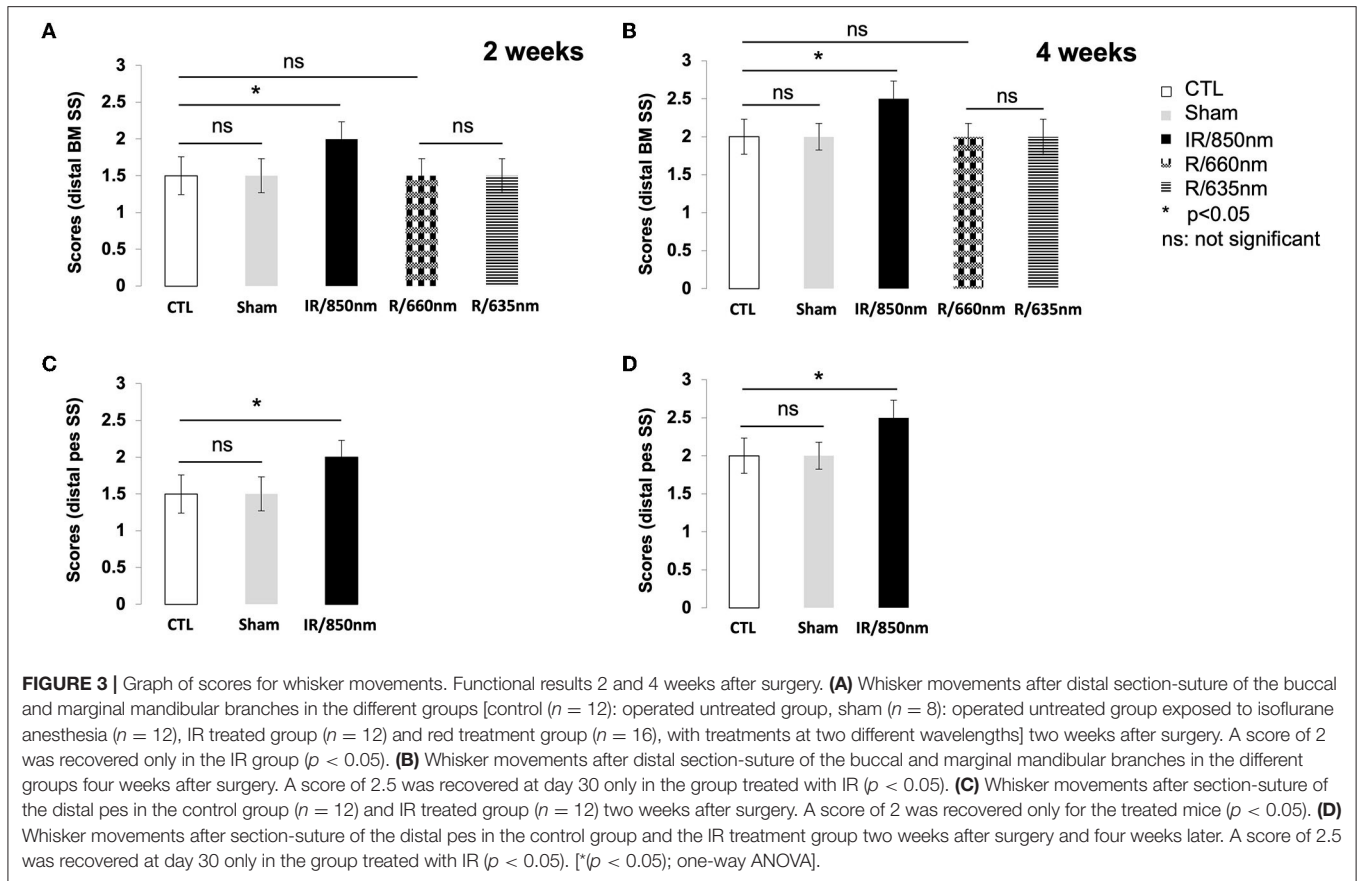 A
2 weeks
ns
*
ns
ns
Scores (distal BM SS)
3
2.5
2
1.5
1
0.5
0
CTL
Sham
IR/850nm
R/660nm
R/635nm
B
4 weeks
ns
*
ns
ns
Scores (distal BM SS)
3
2.5
2
1.5
1
0.5
0
CTL
Sham
IR/850nm
R/660nm
R/635nm
CTL
Sham
IR/850nm
R/660nm
R/635nm
* p<0.05
ns: not significant
C
*
ns
Scores (distal pes SS)
3
2.5
2
1.5
1
0.5
0
CTL
Sham
IR/850nm
D
*
ns
Scores (distal pes SS)
3
2.5
2
1.5
1
0.5
0
CTL
Sham
IR/850nm
FIGURE 3 | Graph of scores for whisker movements. Functional results 2 and 4 weeks after surgery. (A) Whisker movements after distal section-suture of the buccal
and marginal mandibular branches in the different groups [control (n = 12): operated untreated group, sham (n = 8): operated untreated group exposed to isoflurane
anesthesia (n = 12), IR treated group (n = 12) and red treatment group (n = 16), with treatments at two different wavelengths] two weeks after surgery. A score of 2
was recovered only in the IR group (p < 0.05). (B) Whisker movements after distal section-suture of the buccal and marginal mandibular branches in the different
groups four weeks after surgery. A score of 2.5 was recovered at day 30 only in the group treated with IR (p < 0.05). (C) Whisker movements after section-suture of
the distal pes in the control group (n = 12) and IR treated group (n = 12) two weeks after surgery. A score of 2 was recovered only for the treated mice (p < 0.05). (D)
Whisker movements after section-suture of the distal pes in the control group and the IR treatment group two weeks after surgery and four weeks later. A score of 2.5
was recovered at day 30 only in the group treated with IR (p < 0.05). [*(p < 0.05); one-way ANOVA].